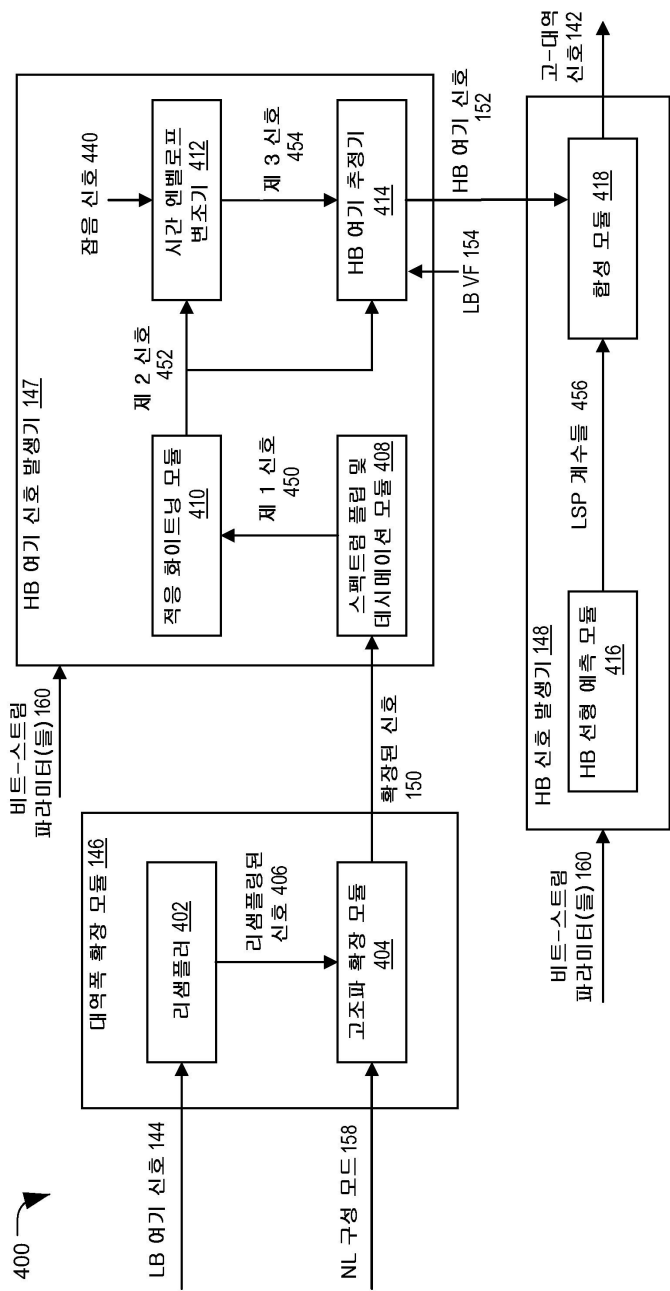 400
LB 여기 신호 144
NL 구성 모드 158
대역폭 확장 모듈 146
리샘플러 402
리샘플링된
신호 406
고조파 확장 모듈
404
확장된 신호
150
비트-스트림
파라미터(들) 160
HB 여기 신호 발생기 147
적응 화이트닝 모듈
410
제 1 신호
450
스펙트럼 플립 및
데시메이션 모듈 408
제 2 신호
452
잡음 신호 440
시간 엔벨로프
변조기 412
제 3 신호
454
HB 여기 추정기
414
LB VF 154
HB 여기 신호
152
비트-스트림
파라미터(들) 160
HB 신호 발생기 148
HB 선형 예측 모듈
416
LSP 계수들 456
합성 모듈 418
고-대역
신호 142